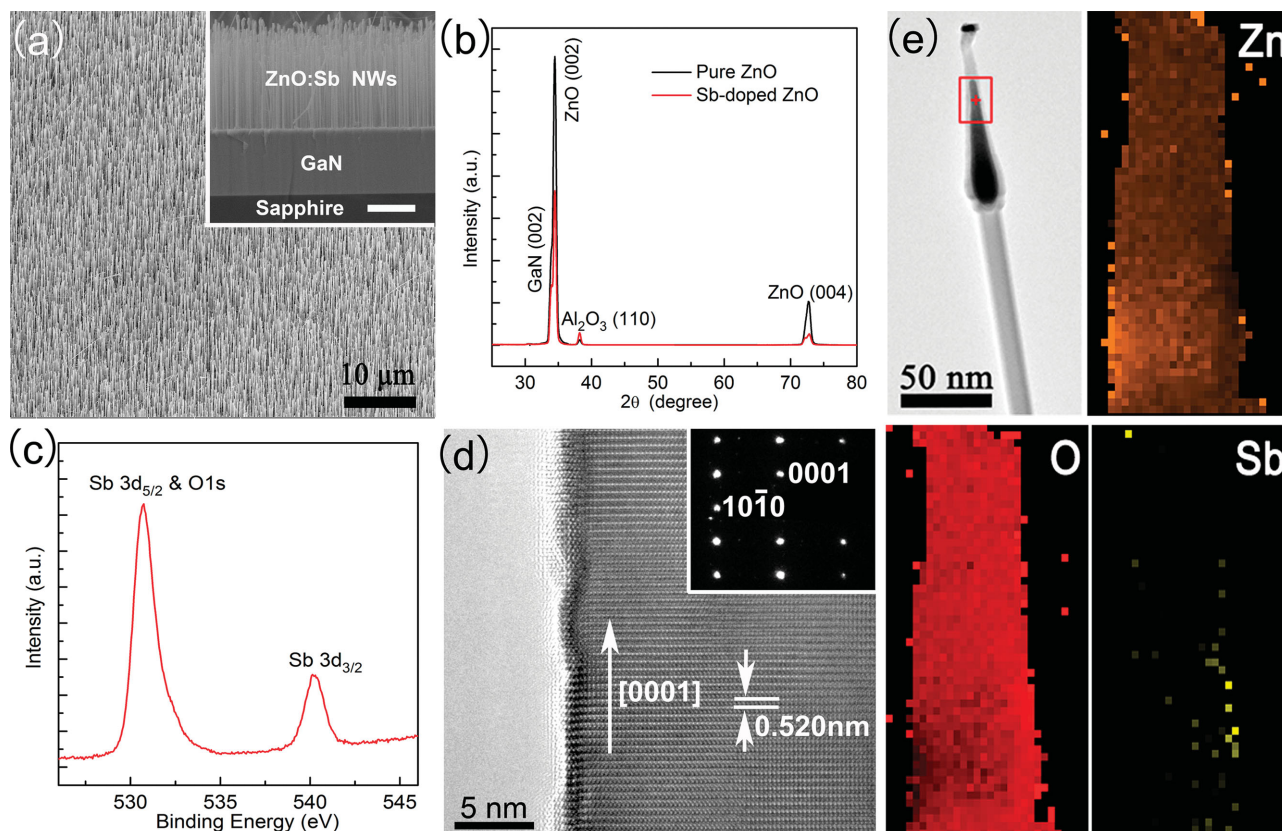 (a)
ZnO:Sb NWs
GaN
Sapphire
10 μm
(b)
Intensity (a.u.)
GaN (002)
ZnO (002)
Pure ZnO
Sb-doped ZnO
Al₂O₃ (110)
ZnO (004)
30 40 50 60 70 80
2θ (degree)
(e)
50 nm
Zn
(c)
Intensity (a.u.)
Sb 3d₅/₂ & O1s
Sb 3d₃/₂
530 535 540 545
Binding Energy (eV)
(d)
0001
101̄0
[0001]
0.520nm
5 nm
O
Sb